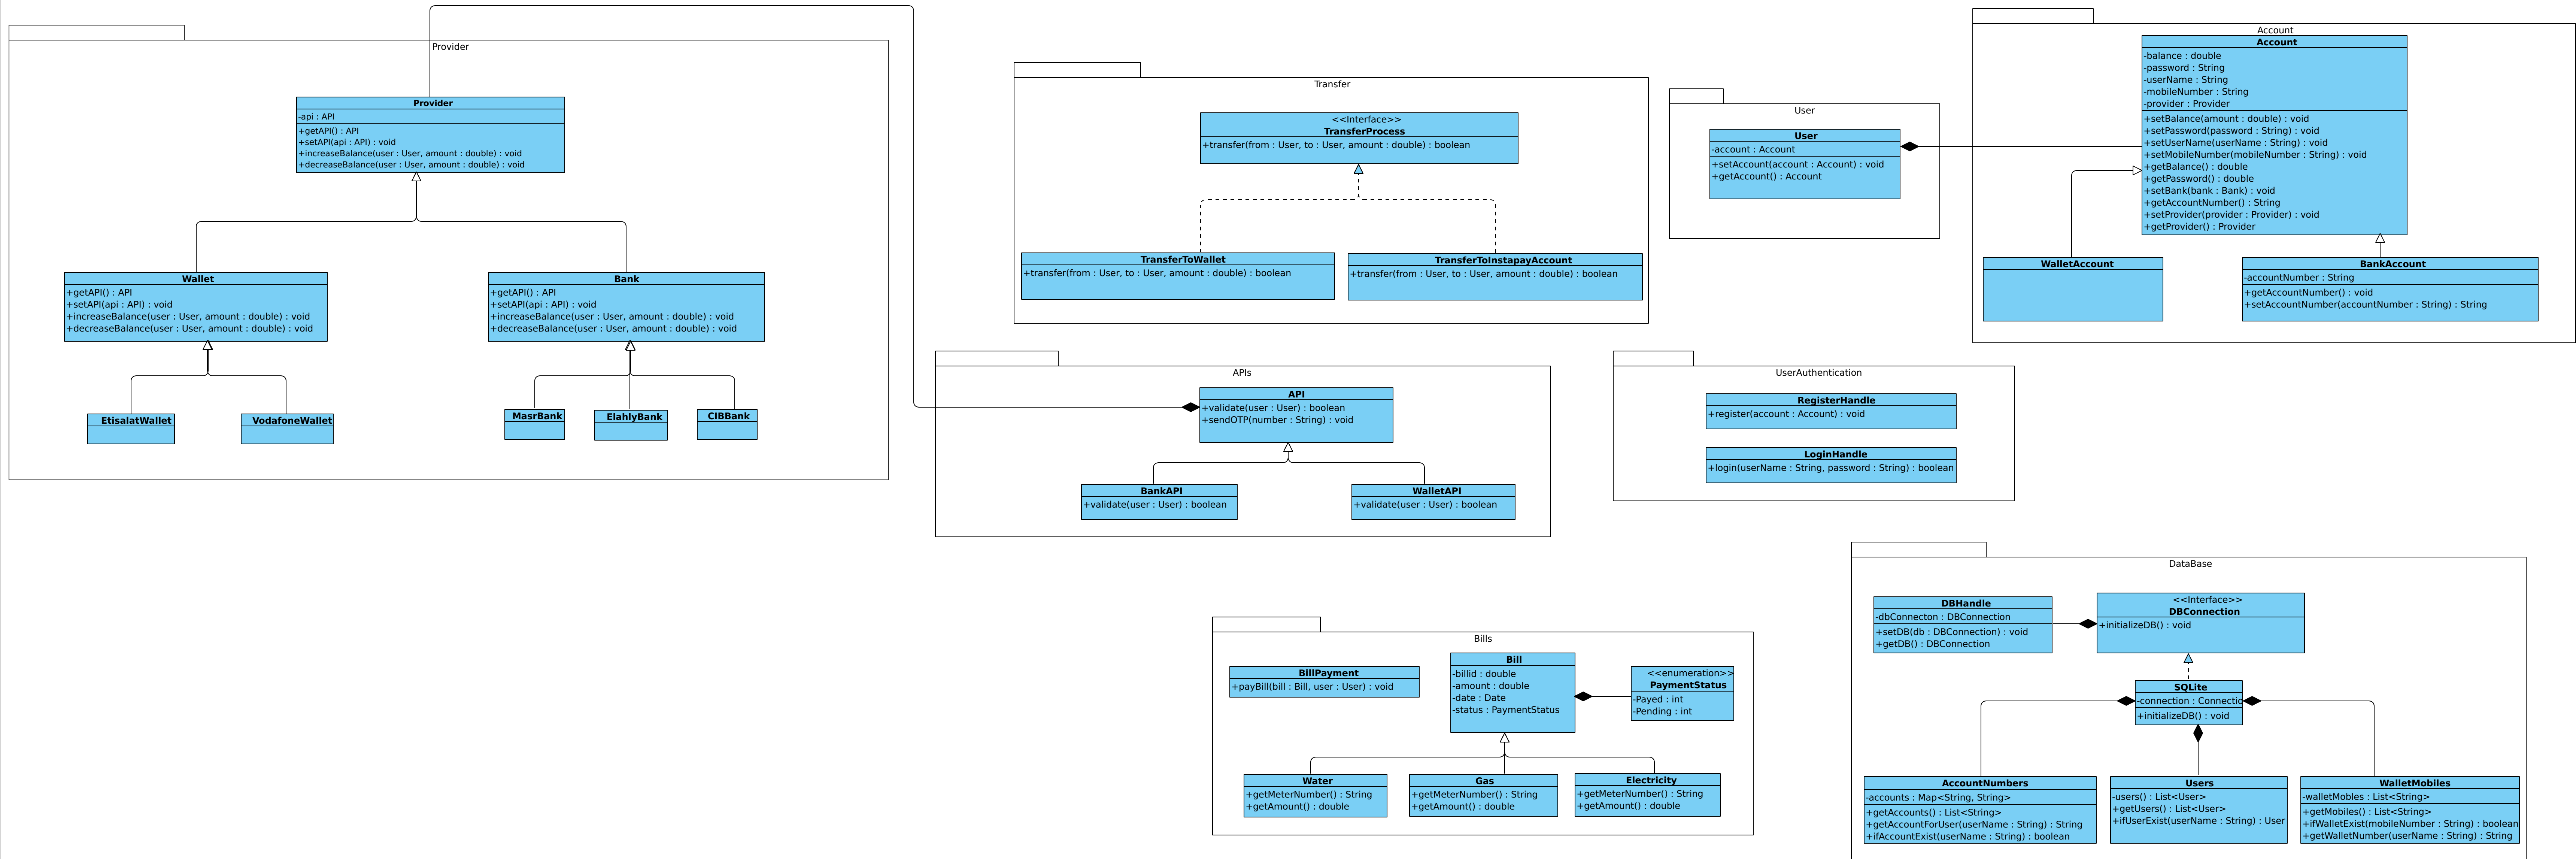 Provider
Provider
-api : API
+getAPI() : API
+setAPI(api : API) : void
+increaseBalance(user : User, amount : double) : void
+decreaseBalance(user : User, amount : double) : void
Wallet
+getAPI() : API
+setAPI(api : API) : void
+increaseBalance(user : User, amount : double) : void
+decreaseBalance(user : User, amount : double) : void
Bank
+getAPI() : API
+setAPI(api : API) : void
+increaseBalance(user : User, amount : double) : void
+decreaseBalance(user : User, amount : double) : void
EtisalatWallet
VodafoneWallet
MasrBank
ElahlyBank
CIBBank
Transfer
<<Interface>>
TransferProcess
+transfer(from : User, to : User, amount : double) : boolean
TransferToWallet
+transfer(from : User, to : User, amount : double) : boolean
TransferToInstapayAccount
+transfer(from : User, to : User, amount : double) : boolean
User
User
-account : Account
+setAccount(account : Account) : void
+getAccount() : Account
Account
Account
-balance : double
-password : String
-userName : String
-mobileNumber : String
-provider : Provider
+setBalance(amount : double) : void
+setPassword(password : String) : void
+setUserName(userName : String) : void
+setMobileNumber(mobileNumber : String) : void
+getBalance() : double
+getPassword() : double
+setBank(bank : Bank) : void
+getAccountNumber() : String
+setProvider(provider : Provider) : void
+getProvider() : Provider
WalletAccount
BankAccount
-accountNumber : String
+getAccountNumber() : void
+setAccountNumber(accountNumber : String) : String
APIs
API
+validate(user : User) : boolean
+sendOTP(number : String) : void
BankAPI
+validate(user : User) : boolean
WalletAPI
+validate(user : User) : boolean
UserAuthentication
RegisterHandle
+register(account : Account) : void
LoginHandle
+login(userName : String, password : String) : boolean
Bills
BillPayment
+payBill(bill : Bill, user : User) : void
Bill
-billid : double
-amount : double
-date : Date
-status : PaymentStatus
<<enumeration>>
PaymentStatus
-Payed : int
-Pending : int
Water
+getMeterNumber() : String
+getAmount() : double
Gas
+getMeterNumber() : String
+getAmount() : double
Electricity
+getMeterNumber() : String
+getAmount() : double
DataBase
DBHandle
-dbConnecton : DBConnection
+setDB(db : DBConnection) : void
+getDB() : DBConnection
<<Interface>>
DBConnection
+initializeDB() : void
SQLite
-connection : Connectio
+initializeDB() : void
AccountNumbers
-accounts : Map<String, String>
+getAccounts() : List<String>
+getAccountForUser(userName : String) : String
+ifAccountExist(userName : String) : boolean
Users
-users() : List<User>
+getUsers() : List<User>
+ifUserExist(userName : String) : User
WalletMobiles
-walletMobles : List<String>
+getMobiles() : List<String>
+ifWalletExist(mobileNumber : String) : boolean
+getWalletNumber(userName : String) : String